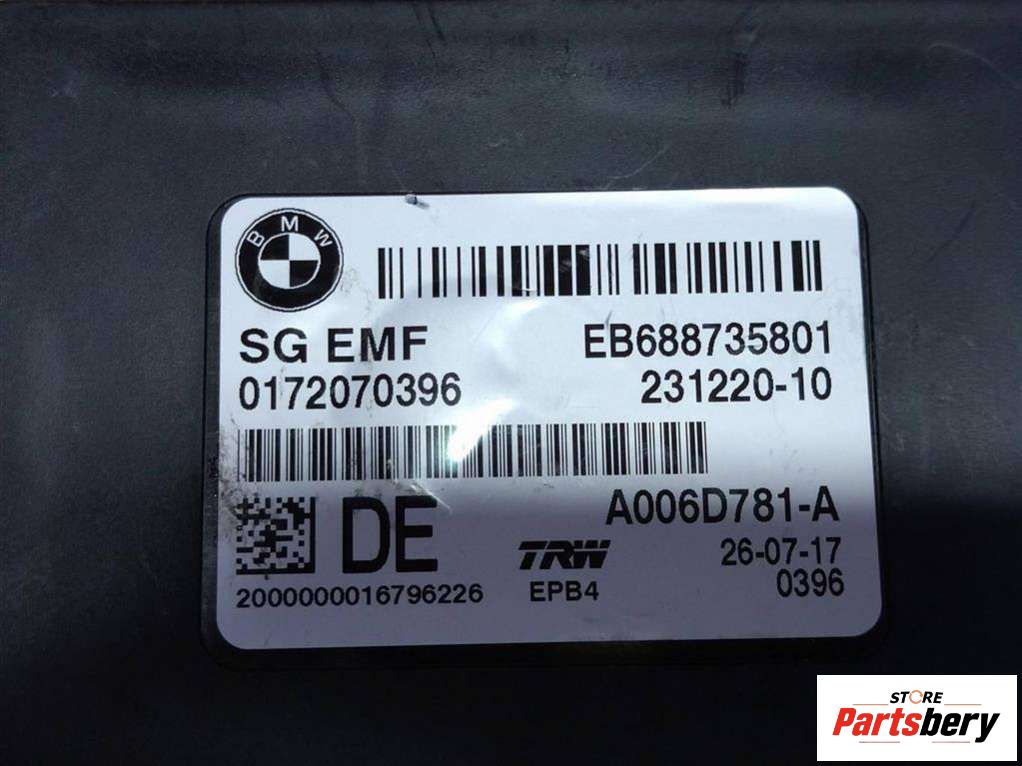 BMW
SG EMF EB688735801
0172070396 231220-10
DE A006D781-A
TRW 26-07-17
2000000016796226 EPB4 0396
STORE
Partsbery